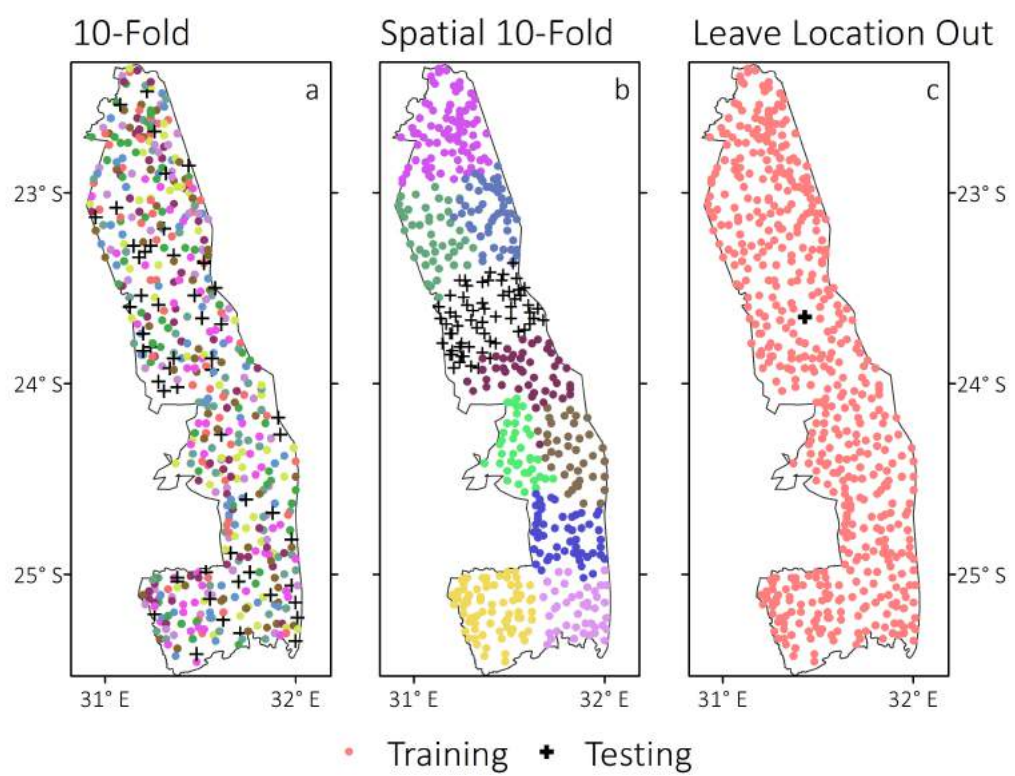 10-Fold Spatial 10-Fold Leave Location Out
a b c
23° S 23° S
24° S 24° S
25° S 25° S
31° E 32° E 31° E 32° E 31° E 32° E
Training Testing